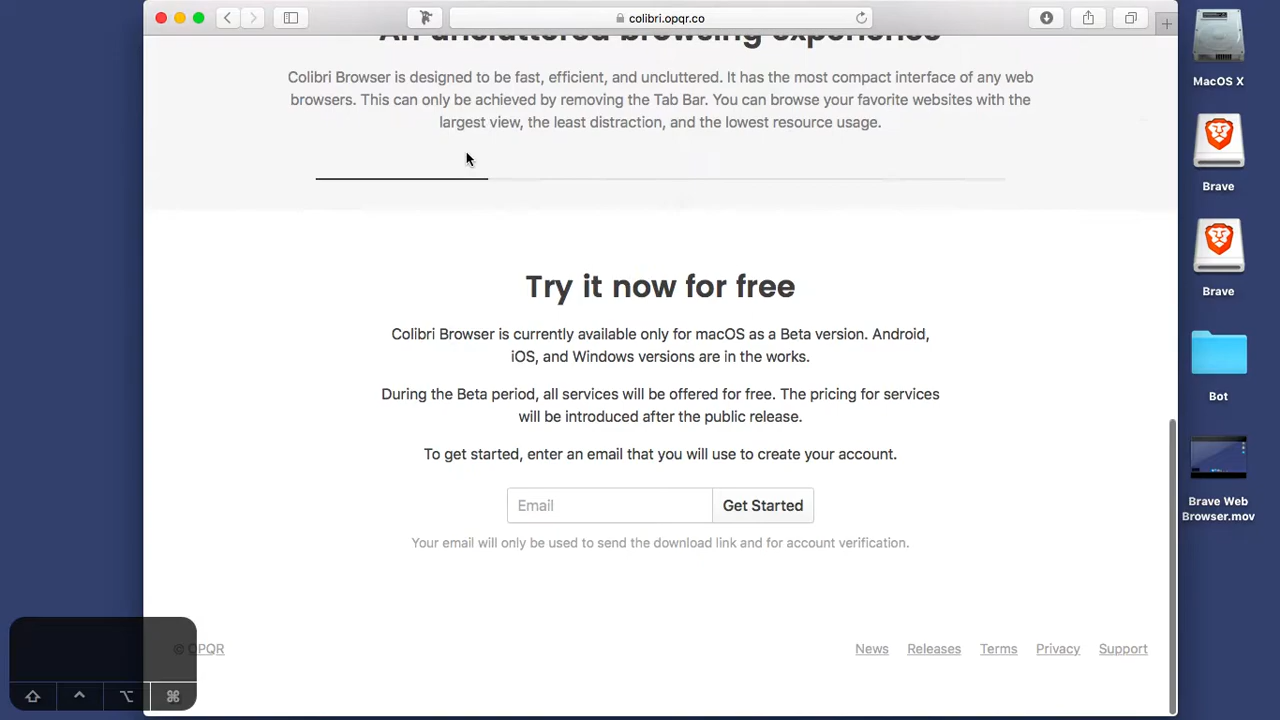 colibri.opqr.co
An uncluttered browsing experience
Colibri Browser is designed to be fast, efficient, and uncluttered. It has the most compact interface of any web
browsers. This can only be achieved by removing the Tab Bar. You can browse your favorite websites with the
largest view, the least distraction, and the lowest resource usage.
Try it now for free
Colibri Browser is currently available only for macOS as a Beta version. Android,
iOS, and Windows versions are in the works.
During the Beta period, all services will be offered for free. The pricing for services
will be introduced after the public release.
To get started, enter an email that you will use to create your account.
Email
Get Started
Your email will only be used to send the download link and for account verification.
© OPQR
News Releases Terms Privacy Support
MacOS X
Brave
Brave
Bot
Brave Web
Browser.mov